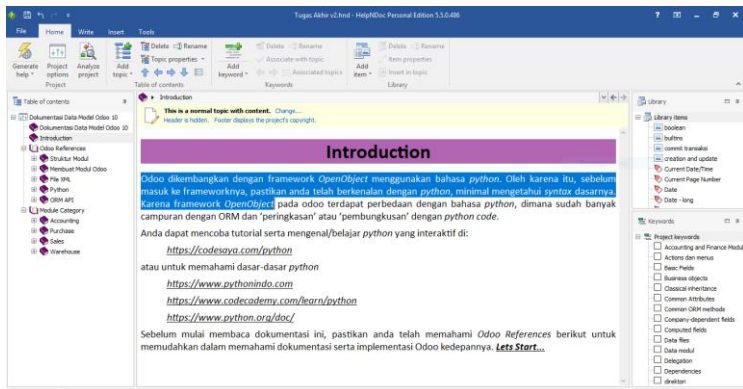 Tugas Akhir v2.hnd - HelpNDoc Personal Edition 5.5.0.486
File Home Write Insert Tools
Generate help
Project options
Analyze project
Project
Add topic
Delete Rename
Topic properties
Table of contents
Add keyword
Delete Rename
Associate with topic
Associated topics
Keywords
Add item
Delete Rename
Item properties
Insert in topic
Library
Table of contents
Dokumentasi Data Model Odoo 10
Dokumentasi Data Model Odoo 10
Introduction
Odoo References
Struktur Modul
Membuat Modul Odoo
File XML
Python
ORM API
Module Category
Accounting
Purchase
Sales
Warehouse
Introduction
This is a normal topic with content. Change...
Header is hidden. Footer displays the project's copyright.
Introduction
Odoo dikembangkan dengan framework OpenObject menggunakan bahasa python. Oleh karena itu, sebelum
masuk ke frameworknya, pastikan anda telah berkenalan dengan python, minimal mengetahui syntax dasarnya.
Karena framework OpenObject pada odoo terdapat perbedaan dengan bahasa python, dimana sudah banyak
campuran dengan ORM dan 'peringkasan' atau 'pembungkusan' dengan python code.
Anda dapat mencoba tutorial serta mengenal/belajar python yang interaktif di:
https://codesaya.com/python
atau untuk memahami dasar-dasar python
https://www.pythonindo.com
https://www.codecademy.com/learn/python
https://www.python.org/doc/
Sebelum mulai membaca dokumentasi ini, pastikan anda telah memahami Odoo References berikut untuk
memudahkan dalam memahami dokumentasi serta implementasi Odoo kedepannya. Lets Start...
Library
Library items
boolean
builtins
commit transaksi
creation and update
Current Date/Time
Current Page Number
Date
Date - long
Keywords
Project keywords
Accounting and Finance Modul
Actions dan menus
Basic Fields
Business objects
Classical inheritance
Common Attributes
Common ORM methods
Company-dependent fields
Computed fields
Data files
Data modul
Delegation
Dependencies
direktori